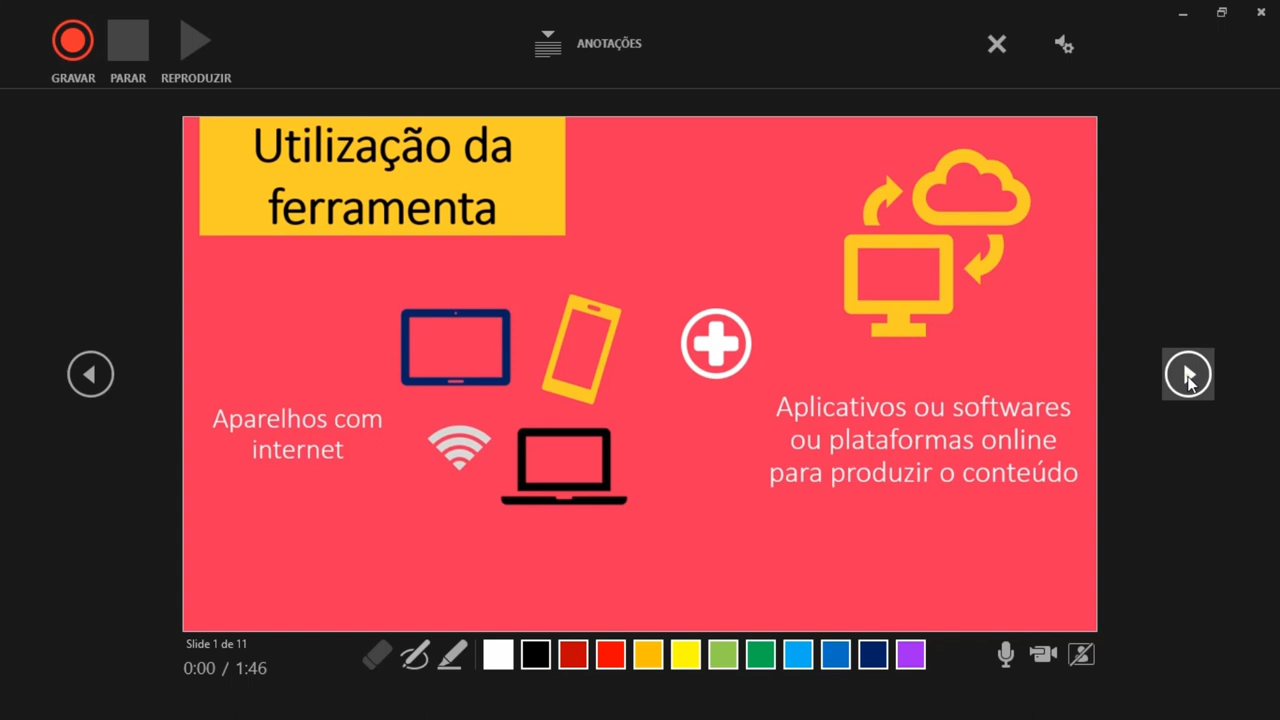 GRAVAR PARAR REPRODUZIR
ANOTAÇÕES
Utilização da
ferramenta
Aparelhos com
internet
Aplicativos ou softwares
ou plataformas online
para produzir o conteúdo
Slide 1 de 11
0:00 / 1:46